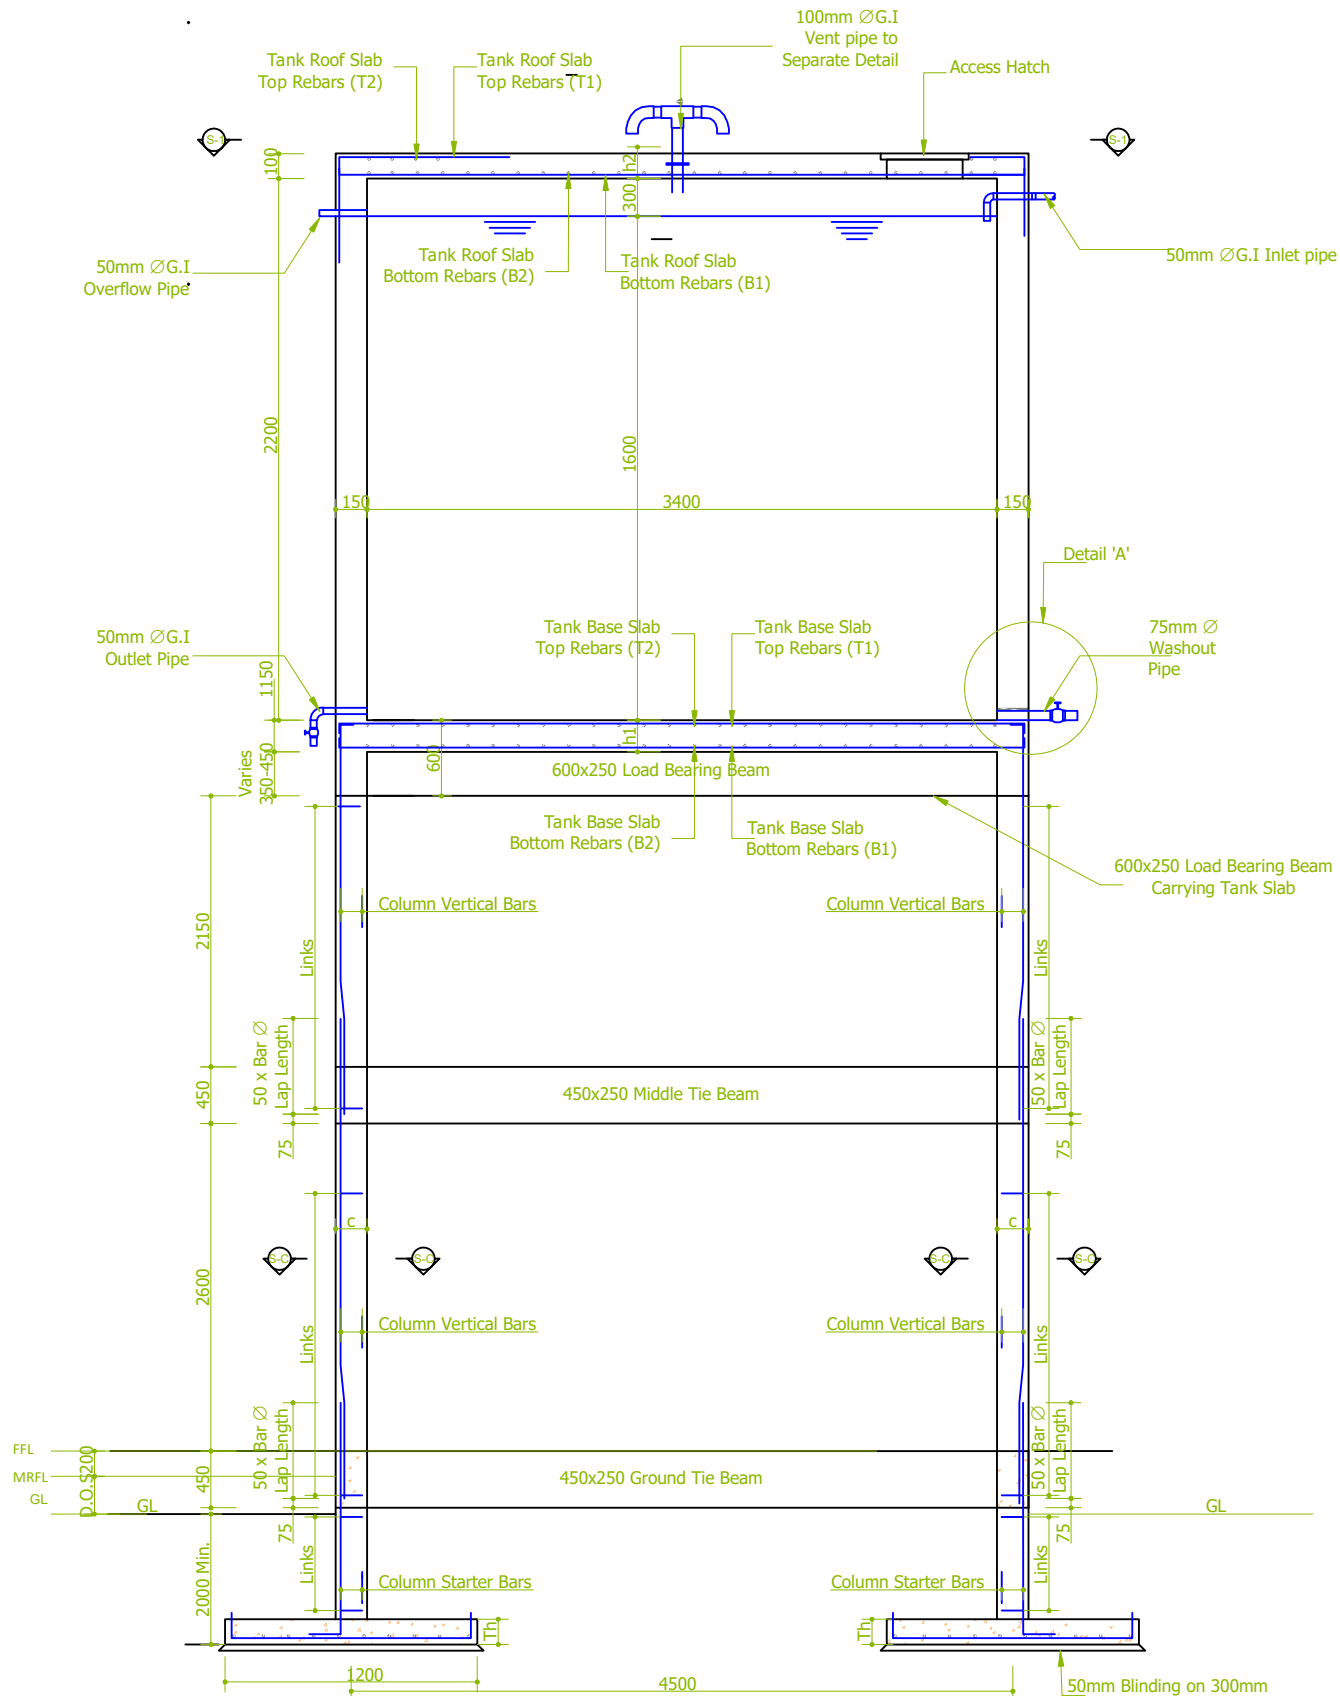 100mm ∅G.I
Vent pipe to
Separate Detail
Tank Roof Slab
Top Rebars (T2)
Tank Roof Slab
Top Rebars (T1)
Access Hatch
S-1
S-1
100
h2
300
50mm ∅G.I
Overflow Pipe
Tank Roof Slab
Bottom Rebars (B2)
Tank Roof Slab
Bottom Rebars (B1)
50mm ∅G.I Inlet pipe
2200
1600
150
3400
150
Detail 'A'
50mm ∅G.I
Outlet Pipe
Tank Base Slab
Top Rebars (T2)
Tank Base Slab
Top Rebars (T1)
75mm ∅
Washout
Pipe
1150
Varies
350-450
600
h1
600x250 Load Bearing Beam
Tank Base Slab
Bottom Rebars (B2)
Tank Base Slab
Bottom Rebars (B1)
600x250 Load Bearing Beam
Carrying Tank Slab
2150
Links
Column Vertical Bars
Column Vertical Bars
Links
50 x Bar ∅
Lap Length
50 x Bar ∅
Lap Length
450
450x250 Middle Tie Beam
75
75
c
c
S-C
S-C
S-C
S-C
2600
Links
Column Vertical Bars
Column Vertical Bars
Links
50 x Bar ∅
Lap Length
50 x Bar ∅
Lap Length
FFL
MRFL
GL
D.O.S200
450
450x250 Ground Tie Beam
GL
GL
75
75
2000 Min.
Links
Column Starter Bars
Column Starter Bars
Links
Th
Th
1200
4500
50mm Blinding on 300mm